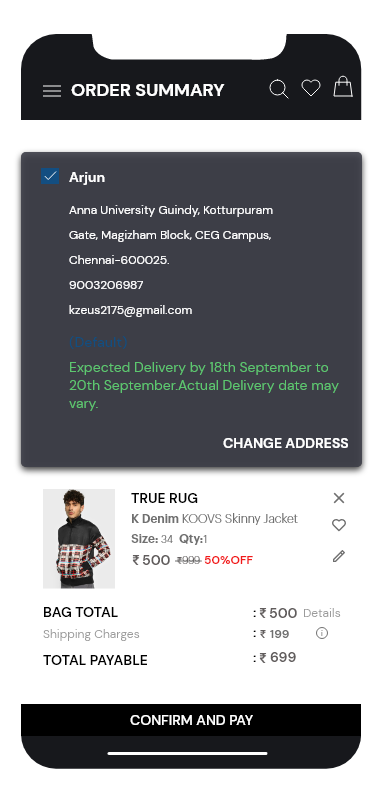 ORDER SUMMARY
Arjun
Anna University Guindy, Kotturpuram
Gate, Magizham Block, CEG Campus,
Chennai-600025.
9003206987
kzeus2175@gmail.com
Expected Delivery by 18th September to
20th September.Actual Delivery date may
vary.
CHANGE ADDRESS
TRUE RUG
K Denim KOOVS Skinny Jacket
Size: 34 Qty:1
₹ 500 ₹999 50%OFF
BAG TOTAL : ₹ 500 Details
Shipping Charges : ₹ 199
TOTAL PAYABLE : ₹ 699
CONFIRM AND PAY